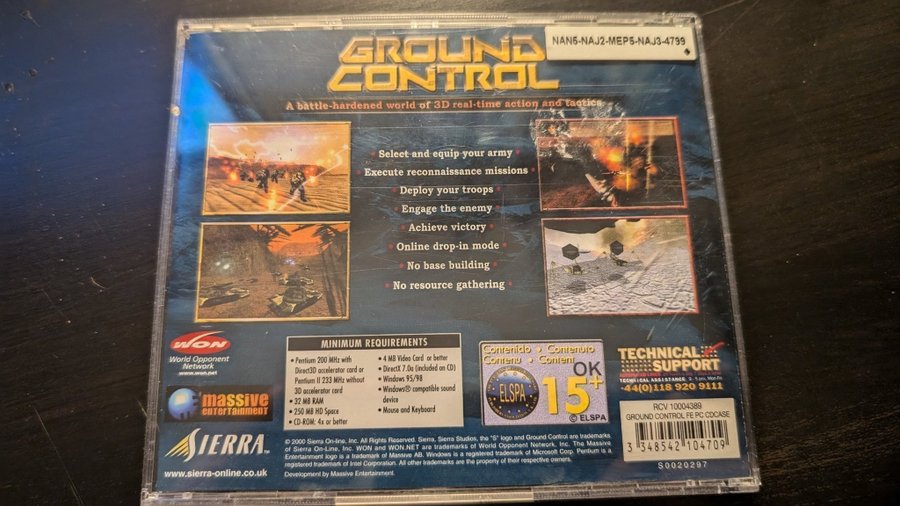 GROUND
CONTROL
NAN5-NAJ2-MEP5-NAJ3-4799
A battle-hardened world of 3D real-time action and tactics
Select and equip your army
Execute reconnaissance missions
Deploy your troops
Engage the enemy
Achieve victory
Online drop-in mode
No base building
No resource gathering
WON
World Opponent
Network
www.won.net
massive
ENTERTAINMENT
SIERRA™
www.sierra-online.co.uk
MINIMUM REQUIREMENTS
• Pentium 200 MHz with
Direct3D accelerator card or
Pentium II 233 MHz without
3D accelerator card
• 32 MB RAM
• 250 MB HD Space
• CD-ROM: 4x or better
• 4 MB Video Card or better
• DirectX 7.0a (included on CD)
• Windows 95/98
• Windows® compatible sound
device
• Mouse and Keyboard
Contenido • Contenuto
Contenu • Content
ELSPA
OK
15+
© ELSPA
TECHNICAL
SUPPORT
TECHNICAL ASSISTANCE
+44(0)118 920 9111
RCV 10004389
GROUND CONTROL FE PC CDCASE
3 348542 104709
S0020297
© 2000 Sierra On-line, Inc. All Rights Reserved. Sierra, Sierra Studios, the "S" logo and Ground Control are trademarks
of Sierra On-Line, Inc. WON and WON.NET are trademarks of World Opponent Network, Inc. The Massive
Entertainment logo is a trademark of Massive AB. Windows is a registered trademark of Microsoft Corp. Pentium is a
registered trademark of Intel Corporation. All other trademarks are the property of their respective owners.
Development by Massive Entertainment.